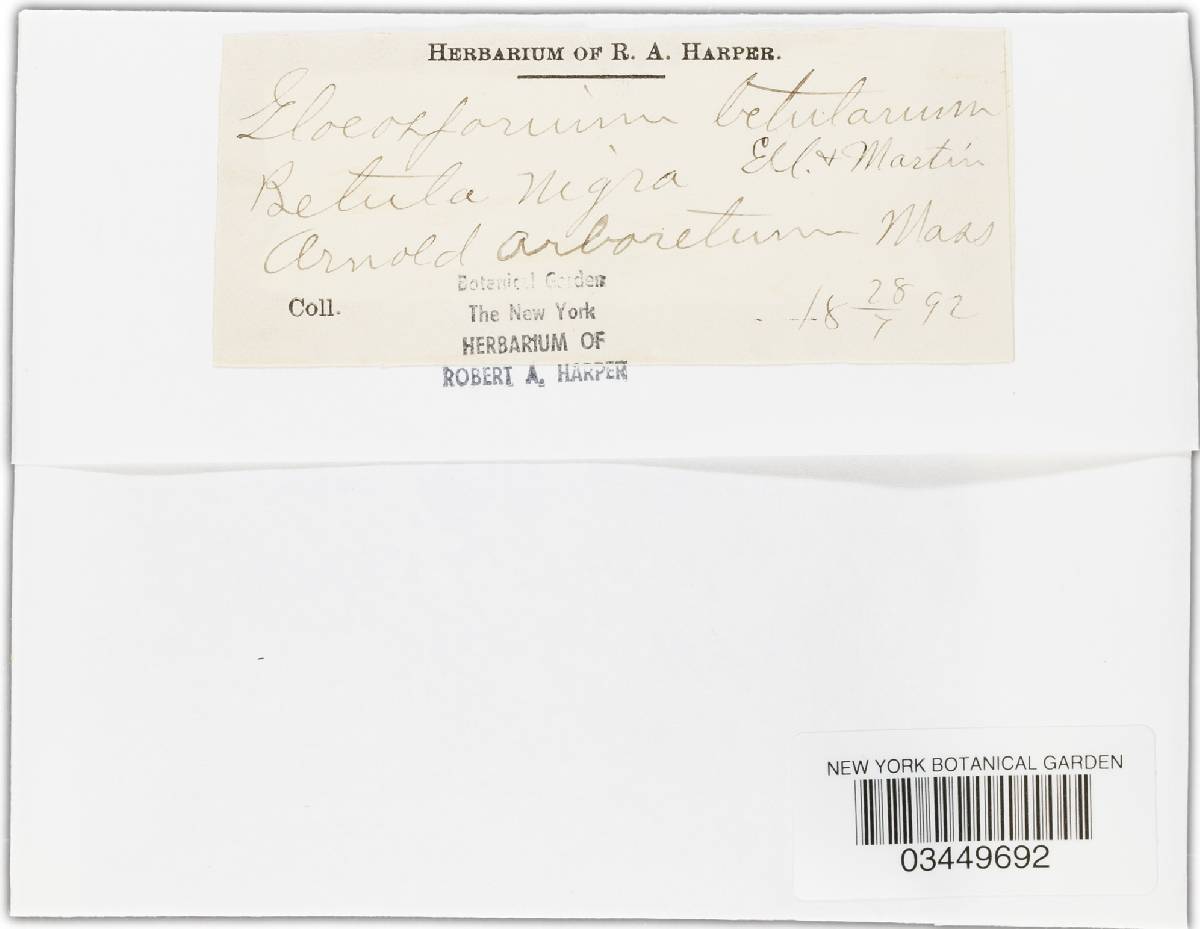 HERBARIUM OF R. A. HARPER.
Gloeosporium betularium
Ell. & Martin
Betula nigra
Arnold arboretum Mass
Coll.
18 28/7 92
Botanical Garden
The New York
HERBARIUM OF
ROBERT A. HARPER
NEW YORK BOTANICAL GARDEN
03449692